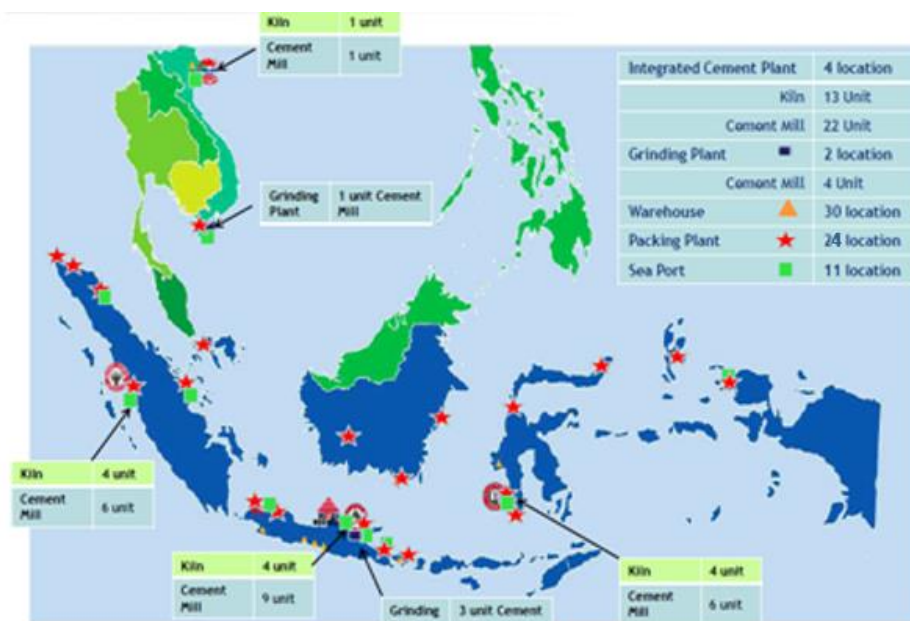 Kiln 1 unit
Cement Mill 1 unit
Integrated Cement Plant 4 location
Kiln 13 Unit
Cement Mill 22 Unit
Grinding Plant 2 location
Cement Mill 4 Unit
Warehouse 30 location
Packing Plant 24 location
Sea Port 11 location
Grinding Plant 1 unit Cement Mill
Kiln 4 unit
Cement Mill 6 unit
Kiln 4 unit
Cement Mill 9 unit
Grinding 3 unit Cement
Kiln 4 unit
Cement Mill 6 unit